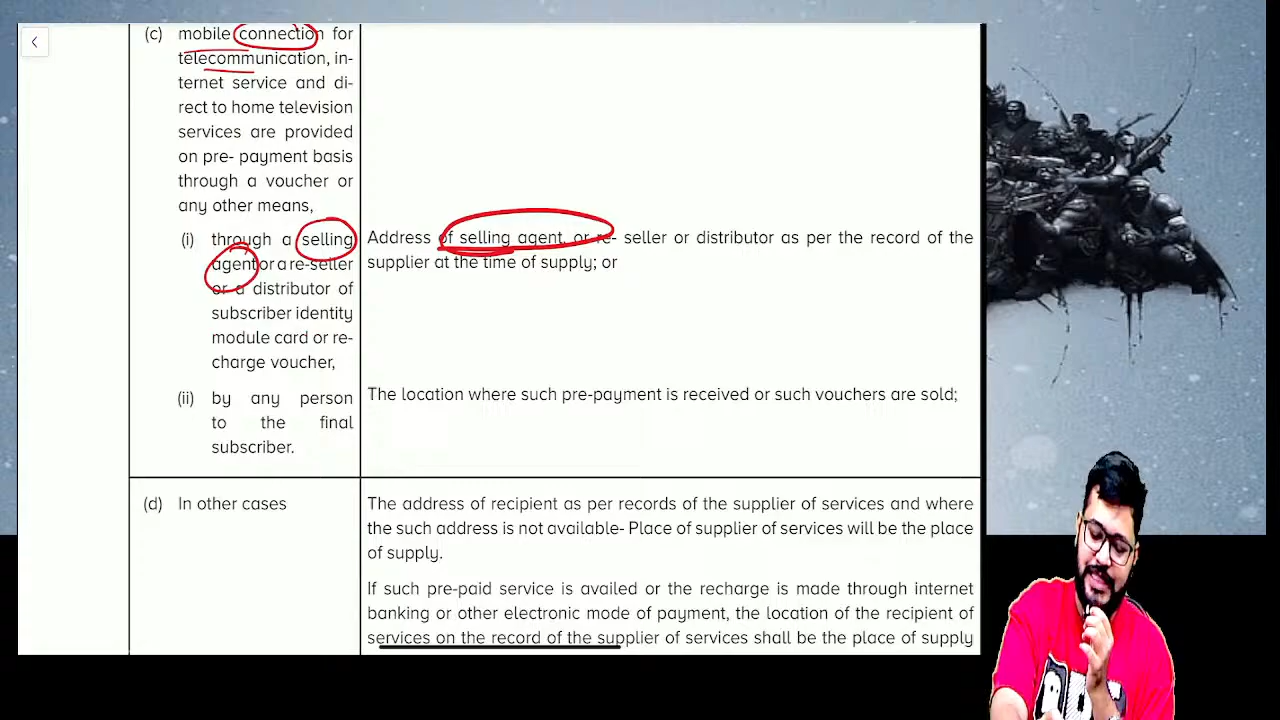 (c) mobile connection for
telecommunication, in-
ternet service and di-
rect to home television
services are provided
on pre- payment basis
through a voucher or
any other means,
(i) through a selling
agent or a re-seller
or a distributor of
subscriber identity
module card or re-
charge voucher,
Address of selling agent, or re- seller or distributor as per the record of the
supplier at the time of supply; or
(ii) by any person
to the final
subscriber.
The location where such pre-payment is received or such vouchers are sold;
(d) In other cases
The address of recipient as per records of the supplier of services and where
the such address is not available- Place of supplier of services will be the place
of supply.
If such pre-paid service is availed or the recharge is made through internet
banking or other electronic mode of payment, the location of the recipient of
services on the record of the supplier of services shall be the place of supply